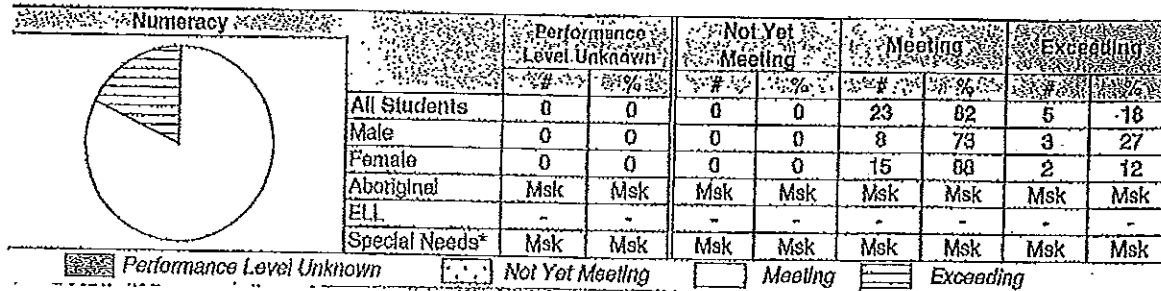 Numeracy
Performance Level Unknown Not Yet Meeting Meeting Exceeding
# % # % # % # %
All Students 0 0 0 0 23 82 5 18
Male 0 0 0 0 8 73 3 27
Female 0 0 0 0 15 88 2 12
Aboriginal Msk Msk Msk Msk Msk Msk Msk Msk
ELL - - - - - - - -
Special Needs* Msk Msk Msk Msk Msk Msk Msk Msk
Performance Level Unknown Not Yet Meeting Meeting Exceeding